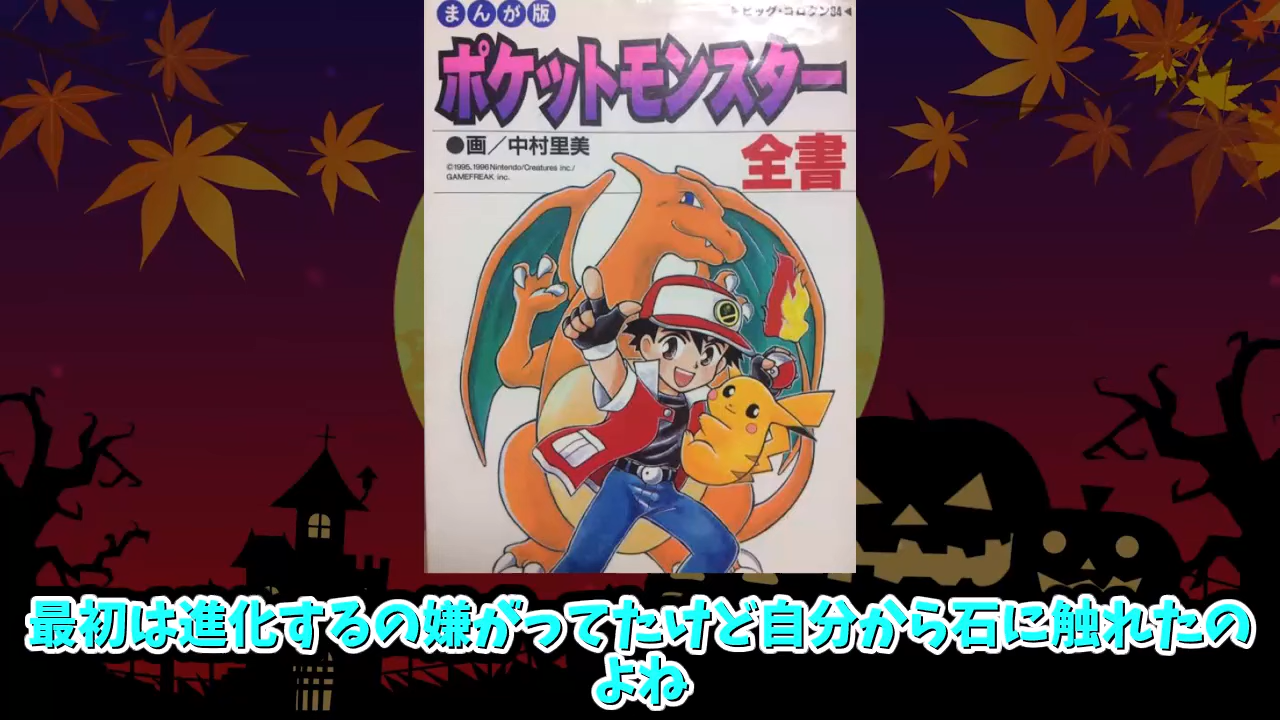 まんが版
▶ビッグ・コロタン84◀
ポケットモンスター
●画／中村里美
全書
©1995,1996 Nintendo/Creatures inc./
GAMEFREAK inc.
最初は進化するの嫌がってたけど自分から石に触れたの
よね